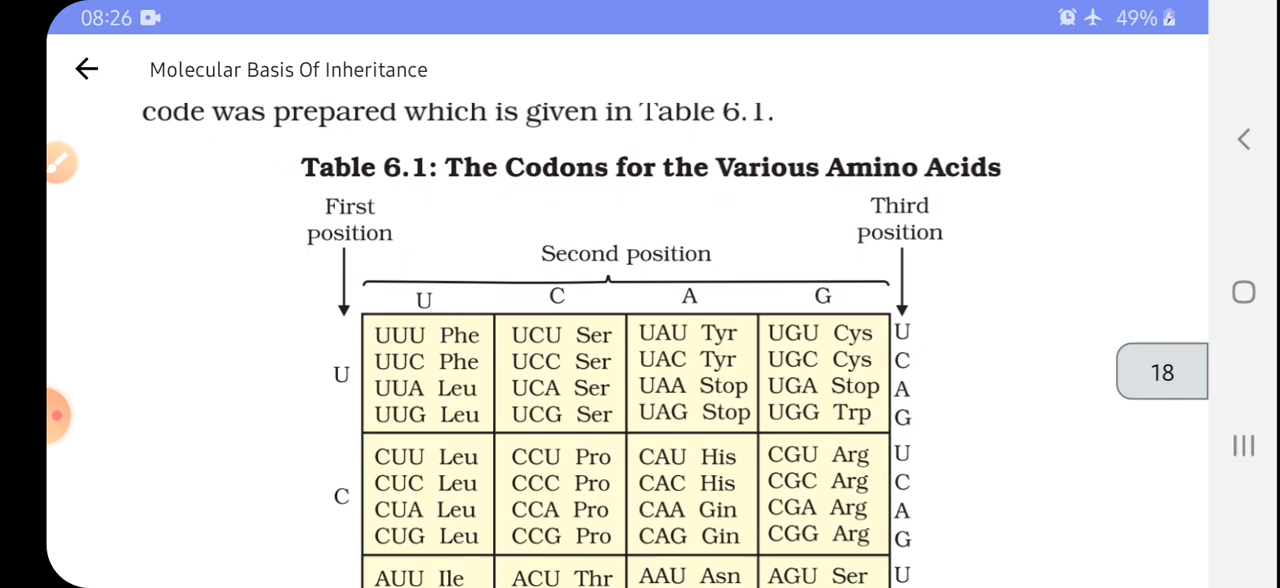 08:26 49%
Molecular Basis Of Inheritance
code was prepared which is given in Table 6.1.
Table 6.1: The Codons for the Various Amino Acids
First position
Third position
Second position
U C A G
UUU Phe UCU Ser UAU Tyr UGU Cys U
UUC Phe UCC Ser UAC Tyr UGC Cys C
U
UUA Leu UCA Ser UAA Stop UGA Stop A
UUG Leu UCG Ser UAG Stop UGG Trp G
CUU Leu CCU Pro CAU His CGU Arg U
CUC Leu CCC Pro CAC His CGC Arg C
C
CUA Leu CCA Pro CAA Gin CGA Arg A
CUG Leu CCG Pro CAG Gin CGG Arg G
AUU Ile ACU Thr AAU Asn AGU Ser U
18